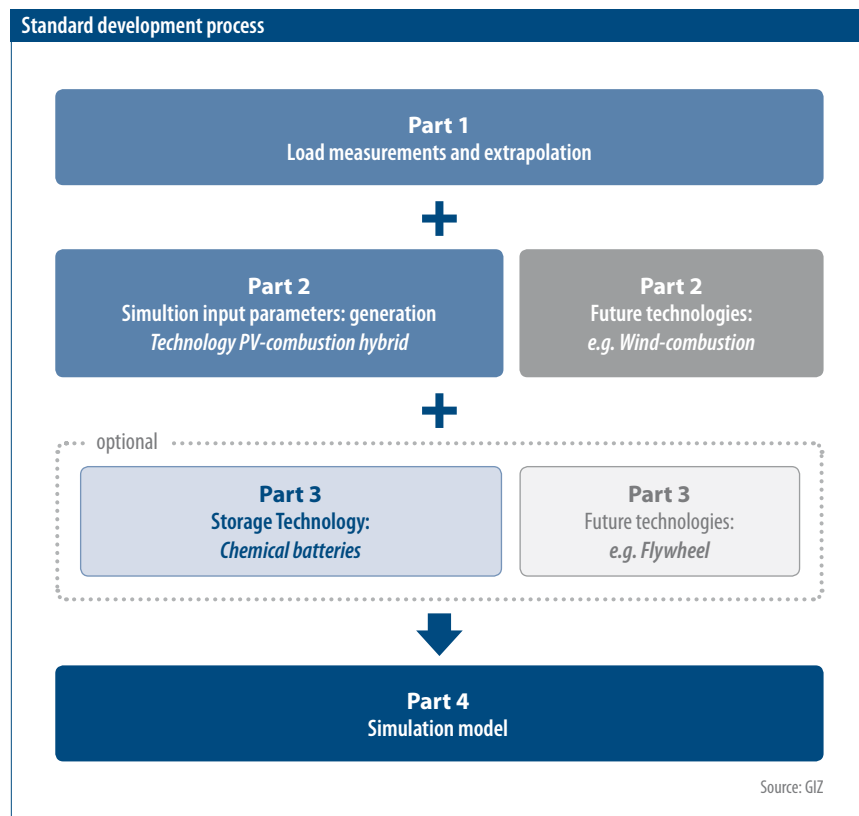 Standard development process
Part 1
Load measurements and extrapolation
Part 2
Simultion input parameters: generation
Technology PV-combustion hybrid
Part 2
Future technologies:
e.g. Wind-combustion
optional
Part 3
Storage Technology:
Chemical batteries
Part 3
Future technologies:
e.g. Flywheel
Part 4
Simulation model
Source: GIZ